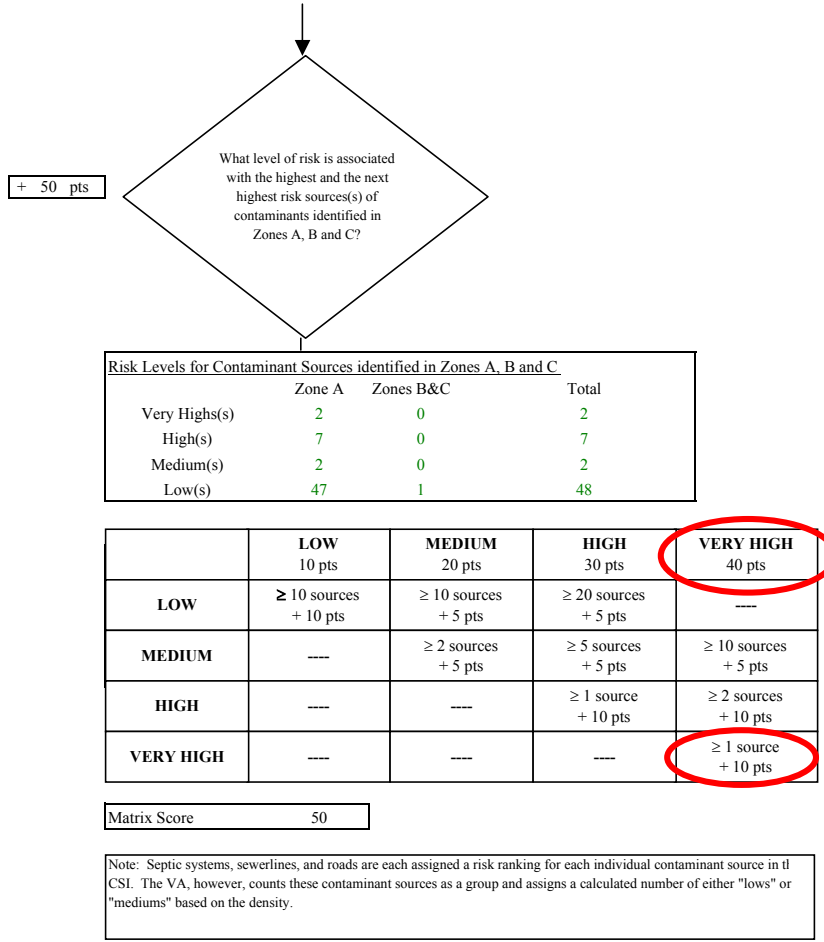 What level of risk is associated
with the highest and the next
highest risk sources(s) of
contaminants identified in
Zones A, B and C?
+ 50 pts
Risk Levels for Contaminant Sources identified in Zones A, B and C
Zone A Zones B&C Total
Very Highs(s) 2 0 2
High(s) 7 0 7
Medium(s) 2 0 2
Low(s) 47 1 48
LOW MEDIUM HIGH VERY HIGH
10 pts 20 pts 30 pts 40 pts
LOW ≥ 10 sources ≥ 10 sources ≥ 20 sources ----
+ 10 pts + 5 pts + 5 pts
MEDIUM ---- ≥ 2 sources ≥ 5 sources ≥ 10 sources
+ 5 pts + 5 pts + 5 pts
HIGH ---- ---- ≥ 1 source ≥ 2 sources
+ 10 pts + 10 pts
VERY HIGH ---- ---- ---- ≥ 1 source
+ 10 pts
Matrix Score 50
Note: Septic systems, sewerlines, and roads are each assigned a risk ranking for each individual contaminant source in
CSI. The VA, however, counts these contaminant sources as a group and assigns a calculated number of either "lows" or
"mediums" based on the density.